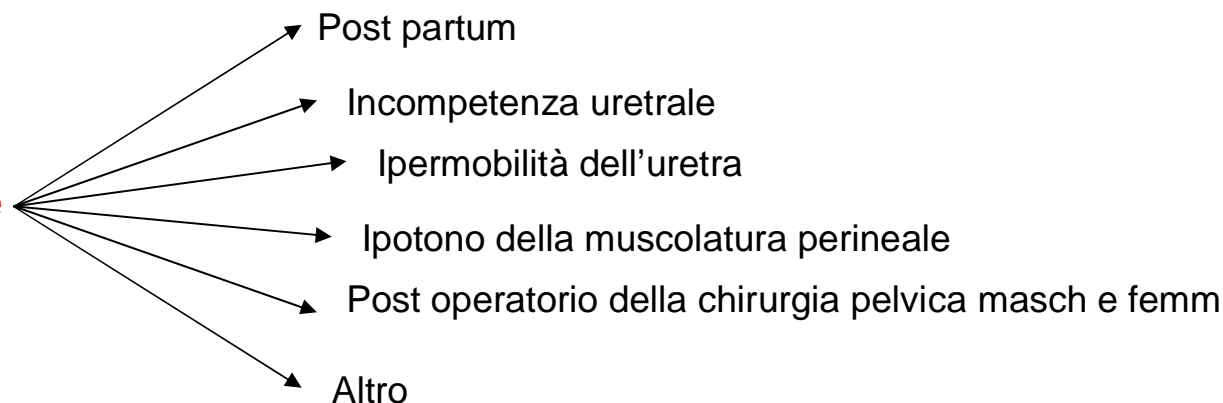 Post partum
Incompetenza uretrale
Ipermobilità dell'uretra
Ipotono della muscolatura perineale
Post operatorio della chirurgia pelvica masch e femm
Altro